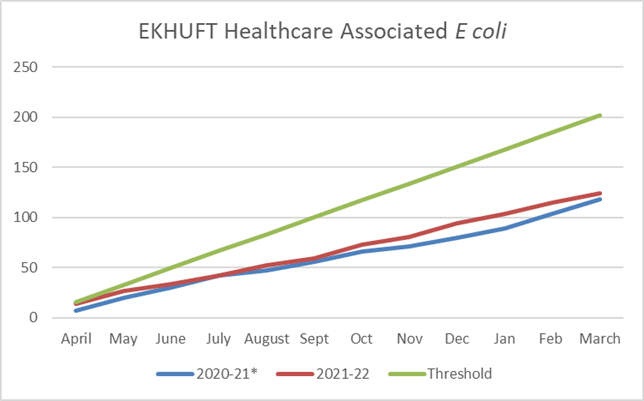 EKHUFT Healthcare Associated E coli
250
200
150
100
50
0
April May June July August Sept Oct Nov Dec Jan Feb March
2020-21* 2021-22 Threshold